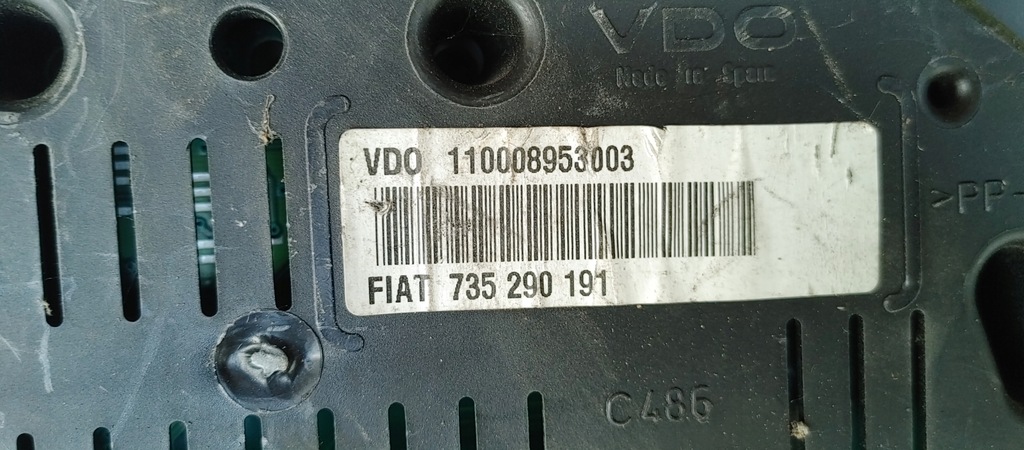 VDO
Made in Spain
VDO 110008953003
>PP-
FIAT 735 290 191
C486